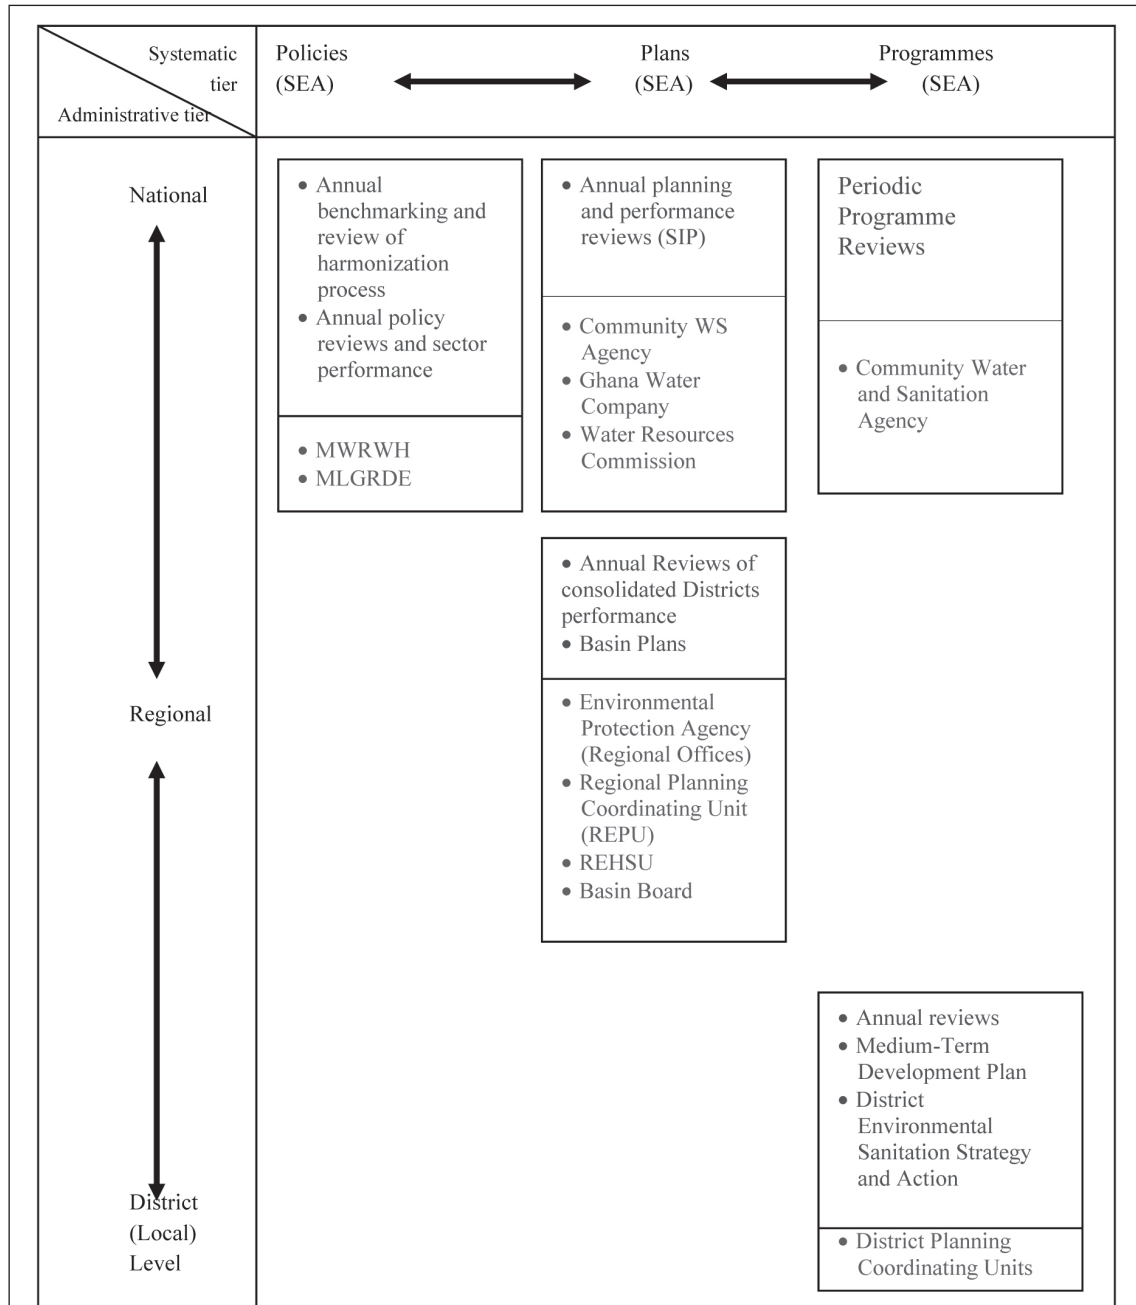 Systematic
tier
Administrative tier
Policies
(SEA)
Plans
(SEA)
Programmes
(SEA)
National
• Annual
benchmarking and
review of
harmonization
process
• Annual policy
reviews and sector
performance
• MWRWH
• MLGRDE
• Annual planning
and performance
reviews (SIP)
• Community WS
Agency
• Ghana Water
Company
• Water Resources
Commission
Periodic
Programme
Reviews
• Community Water
and Sanitation
Agency
Regional
• Annual Reviews of
consolidated Districts
performance
• Basin Plans
• Environmental
Protection Agency
(Regional Offices)
• Regional Planning
Coordinating Unit
(REPU)
• REHSU
• Basin Board
District
(Local)
Level
• Annual reviews
• Medium-Term
Development Plan
• District
Environmental
Sanitation Strategy
and Action
• District Planning
Coordinating Units